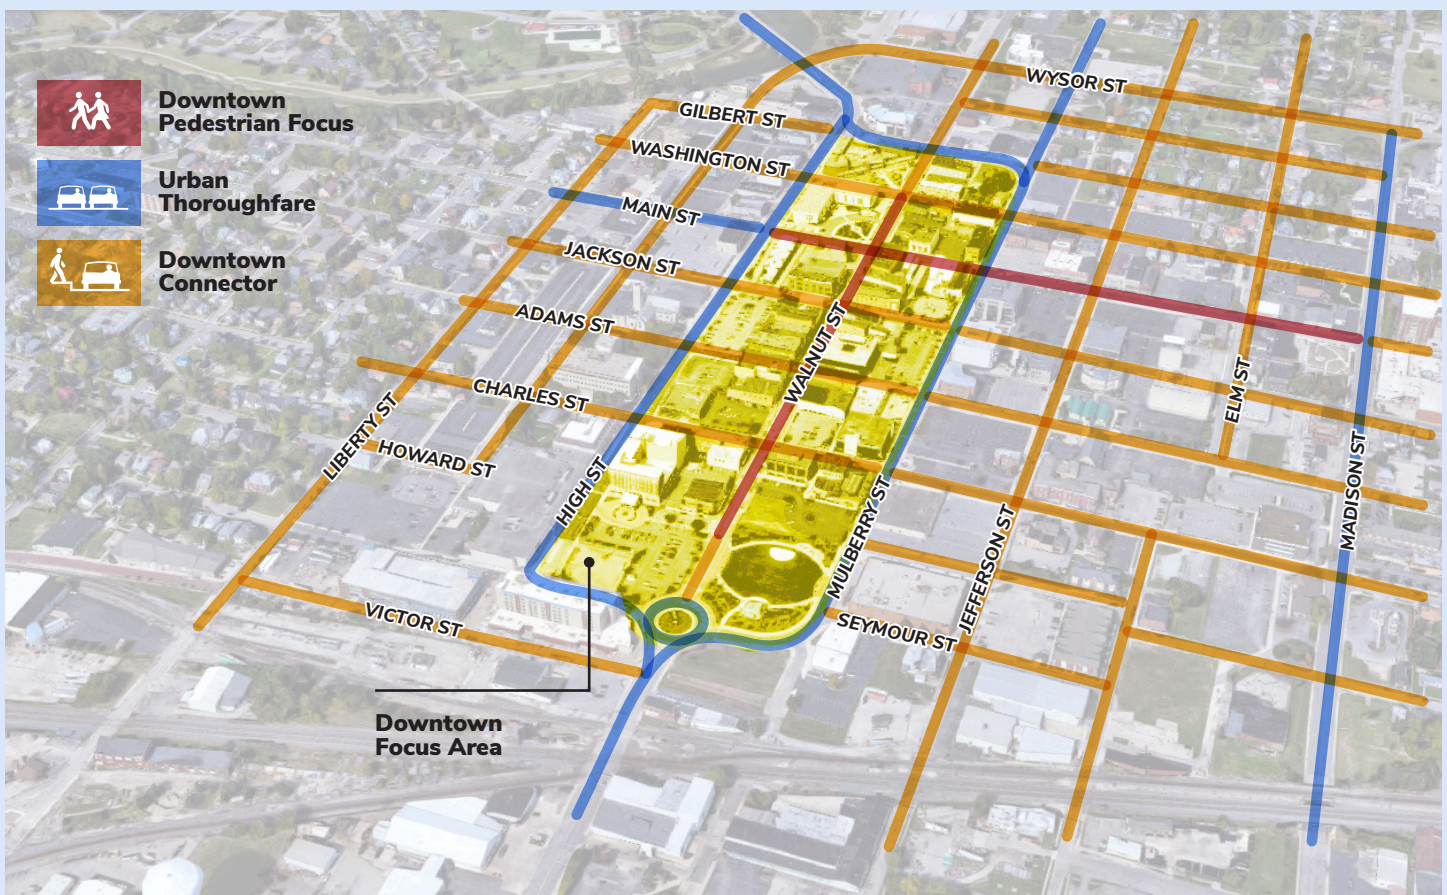 Downtown
Pedestrian Focus
Urban
Thoroughfare
Downtown
Connector
WYSOR ST
GILBERT ST
WASHINGTON ST
MAIN ST
JACKSON ST
ADAMS ST
CHARLES ST
HOWARD ST
LIBERTY ST
HIGH ST
WALNUT ST
MULBERRY ST
JEFFERSON ST
ELM ST
MADISON ST
VICTOR ST
SEYMOUR ST
Downtown
Focus Area